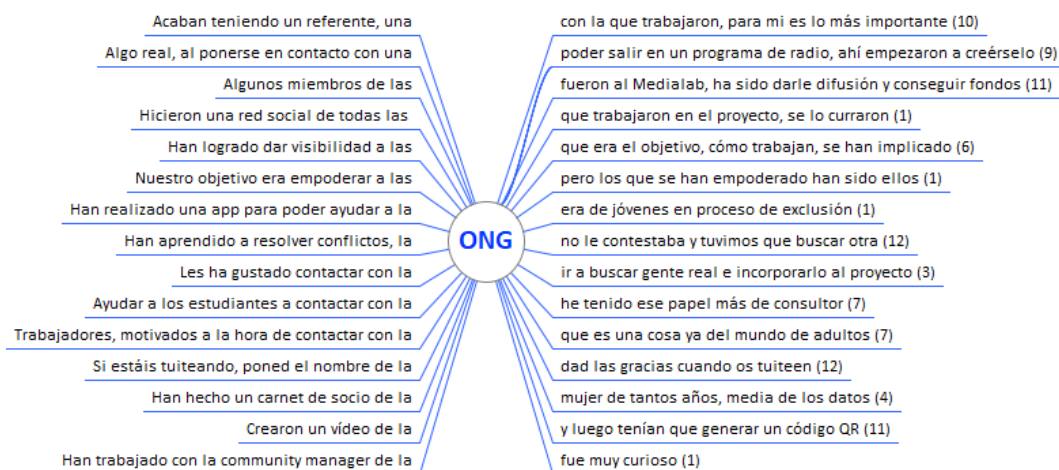 Acaban teniendo un referente, una
con la que trabajaron, para mi es lo más importante (10)
Algo real, al ponerse en contacto con una
poder salir en un programa de radio, ahí empezaron a creérselo (9)
Algunos miembros de las
fueron al Medialab, ha sido darle difusión y conseguir fondos (11)
Hicieron una red social de todas las
que trabajaron en el proyecto, se lo curraron (1)
Han logrado dar visibilidad a las
que era el objetivo, cómo trabajan, se han implicado (6)
Nuestro objetivo era empoderar a las
pero los que se han empoderado han sido ellos (1)
Han realizado una app para poder ayudar a la
era de jóvenes en proceso de exclusión (1)
ONG
Han aprendido a resolver conflictos, la
no le contestaba y tuvimos que buscar otra (12)
Les ha gustado contactar con la
ir a buscar gente real e incorporarlo al proyecto (3)
Ayudar a los estudiantes a contactar con la
he tenido ese papel más de consultor (7)
Trabajadores, motivados a la hora de contactar con la
que es una cosa ya del mundo de adultos (7)
Si estáis tuiteando, poned el nombre de la
dad las gracias cuando os tuiteen (12)
Han hecho un carnet de socio de la
mujer de tantos años, media de los datos (4)
Crearon un vídeo de la
y luego tenían que generar un código QR (11)
Han trabajado con la community manager de la
fue muy curioso (1)